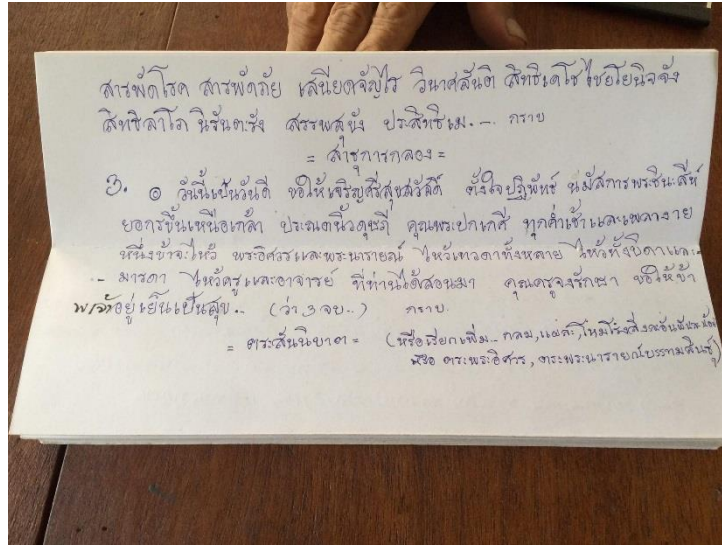 สารพัดโรค สารพัดภัย เสนียดจัญไร วินาศสันติ สิทธิเตโช ไชยโยนิจจัง
สิทธิลาโภ นิรันตะรัง สรรพสุขัง ประสิทธิเม. – กราบ
= สาธุการกลอง =
3. ๏ วันนี้เป็นวันดี ขอให้เจริญศรีสุขสวัสดิ์ ตั้งใจปฏิพัทธ์ นมัสการพระชินะสีห์
ยอกรขึ้นเหนือเกล้า ประณตนิ้วดุษฎี คุณพระปกเกศี ทุกค่ำเช้าและเพลางาย
หนึ่งข้าจะไหว้ พระอิศวรและพระนารายณ์ ไหว้เทวดาทั้งหลาย ไหว้ทั้งบิดาและ
- มารดา ไหว้ครูและอาจารย์ ที่ท่านได้สอนมา คุณครูจงรักษา ขอให้ข้า
พเจ้าอยู่เย็นเป็นสุข.. (ว่า 3 จบ..) กราบ
= ตระสันนิบาต = (หรือเรียกเพิ่ม.. กลม,
หรือ ตระพระอิศวร, ตระพระนารายณ์บรรทมสินธุ์)